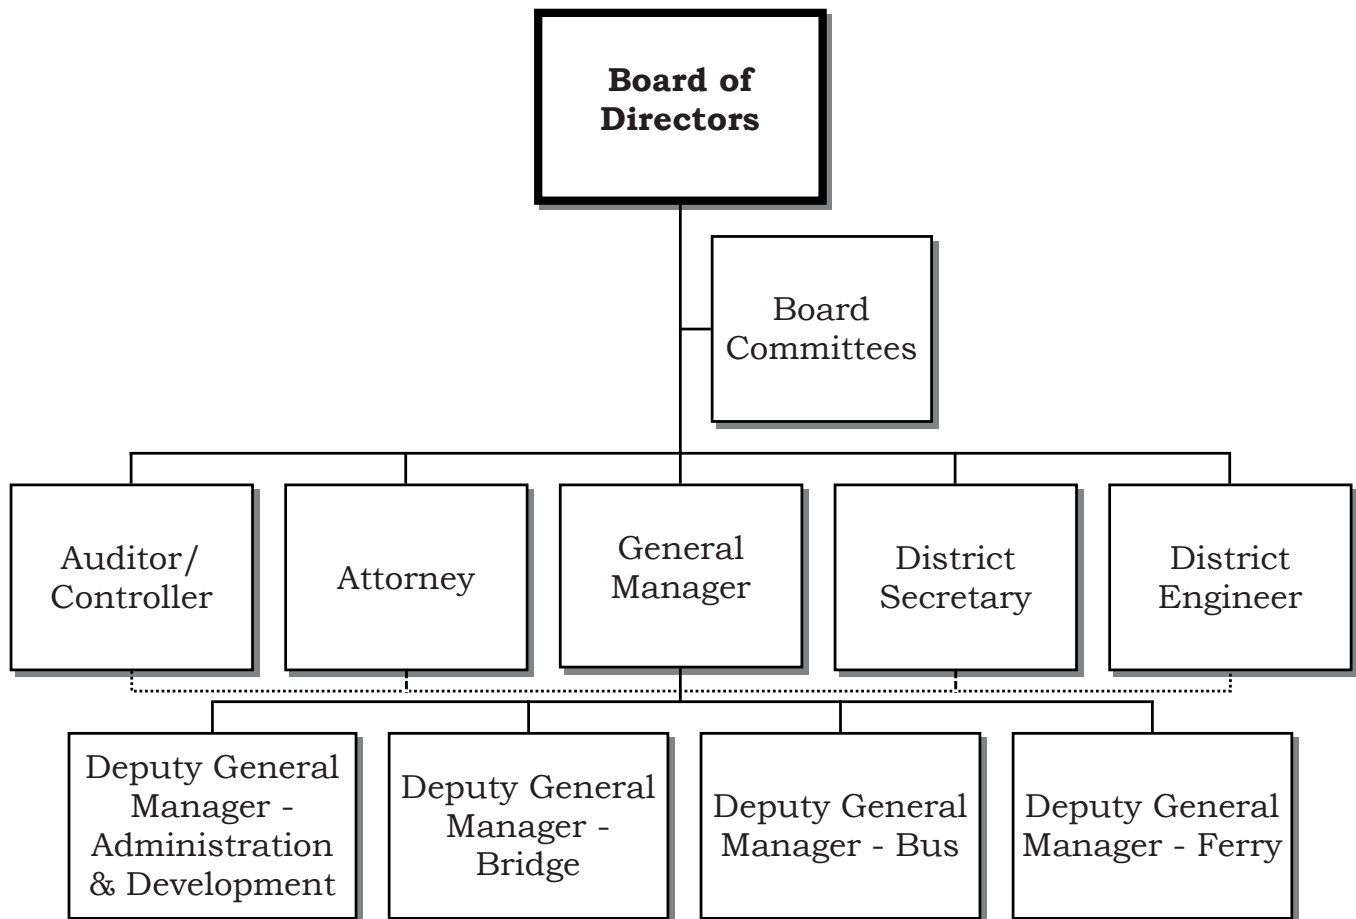 Board of
Directors
Board
Committees
Auditor/
Controller
Attorney
General
Manager
District
Secretary
District
Engineer
Deputy General
Manager -
Administration
& Development
Deputy General
Manager -
Bridge
Deputy General
Manager - Bus
Deputy General
Manager - Ferry